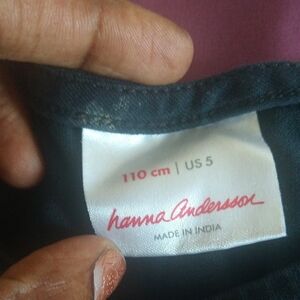 110 cm | US 5
hanna Andersson
MADE IN INDIA